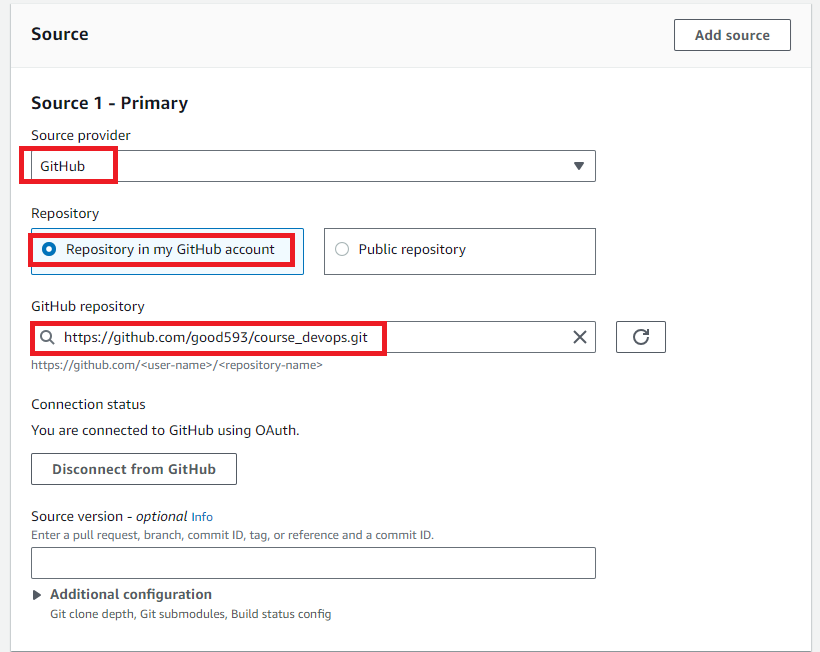 Source
Add source
Source 1 - Primary
Source provider
GitHub
Repository
Repository in my GitHub account
Public repository
GitHub repository
https://github.com/good593/course_devops.git
https://github.com/<user-name>/<repository-name>
Connection status
You are connected to GitHub using OAuth.
Disconnect from GitHub
Source version - optional Info
Enter a pull request, branch, commit ID, tag, or reference and a commit ID.
Additional configuration
Git clone depth, Git submodules, Build status config